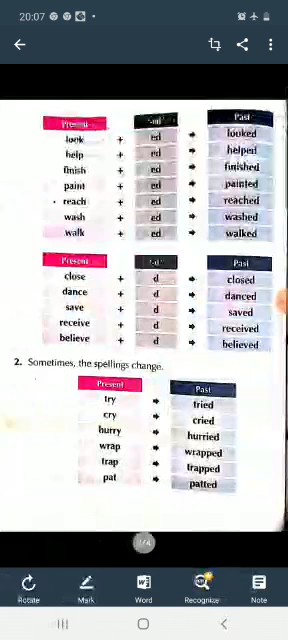 20:07
Present "-ed" Past
look + ed → looked
help + ed → helped
finish + ed → finished
paint + ed → painted
reach + ed → reached
wash + ed → washed
walk + ed → walked
Present "-d" Past
close + d → closed
dance + d → danced
save + d → saved
receive + d → received
believe + d → believed
2. Sometimes, the spellings change.
Present Past
try → tried
cry → cried
hurry → hurried
wrap → wrapped
trap → trapped
pat → patted
Rotate Mark Word Recognize Note